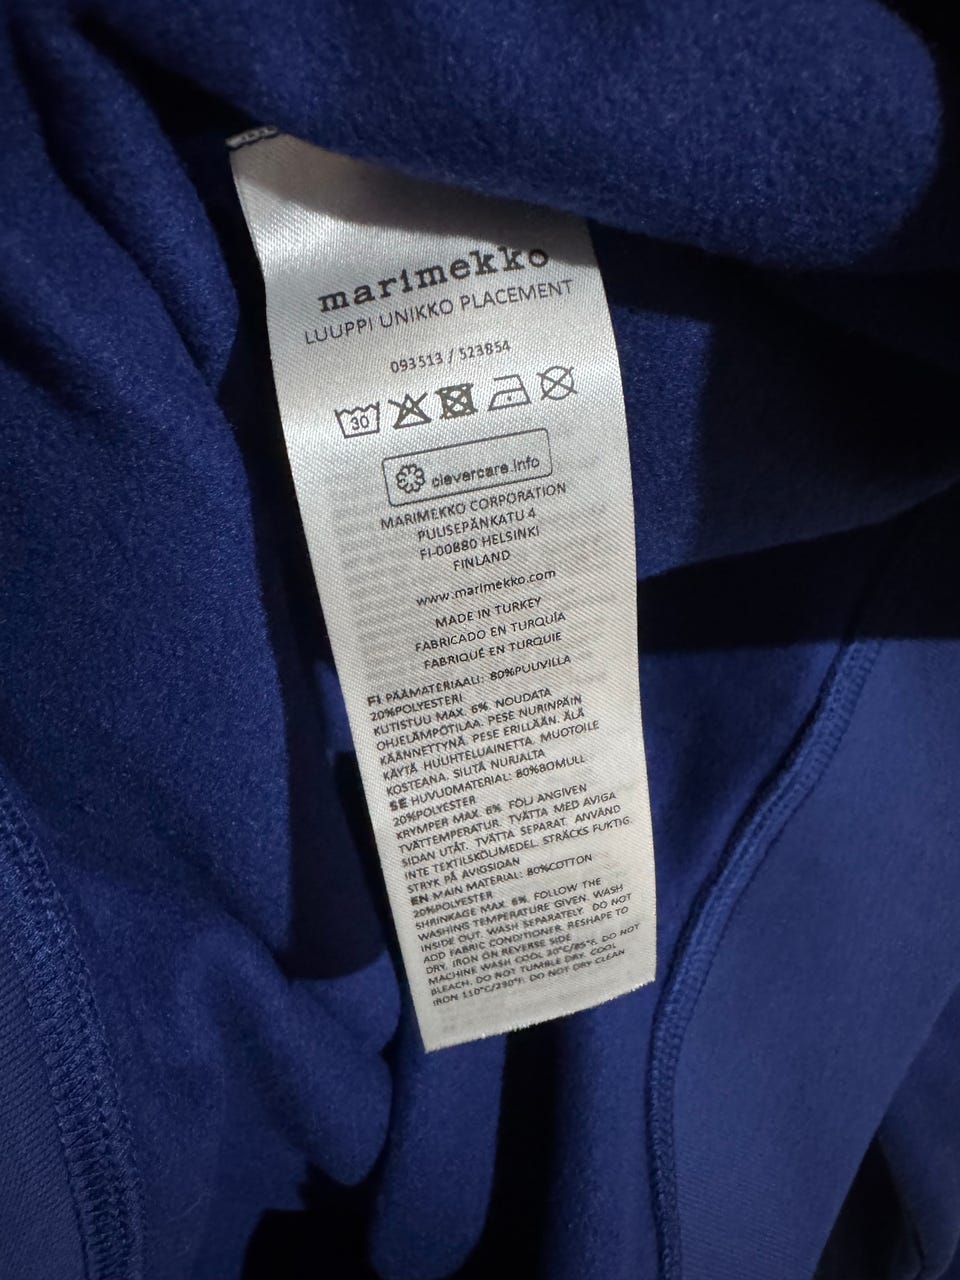 marimekko
LUUPPI UNIKKO PLACEMENT
093513 / 523854
30
clevercare.info
MARIMEKKO CORPORATION
PUUSEPÄNKATU 4
FI-00880 HELSINKI
FINLAND
www.marimekko.com
MADE IN TURKEY
FABRICADO EN TURQUÍA
FABRIQUÉ EN TURQUIE
FI PÄÄMATERIAALI: 80%PUUVILLA
20%POLYESTERI
KUTISTUU MAX. 6%. NOUDATA
OHJELÄMPÖTILAA. PESE NURINPÄIN
KÄÄNNETTYNÄ. PESE ERILLÄÄN. ÄLÄ
KÄYTÄ HUUHTELUAINETTA. MUOTOILE
KOSTEANA. SILITÄ NURJALTA
SE HUVUDMATERIAL: 80%BOMULL
20%POLYESTER
KRYMPER MAX. 6%. FÖLJ ANGIVEN
TVÄTTEMPERATUR. TVÄTTA MED AVIGA
SIDAN UTÅT. TVÄTTA SEPARAT. ANVÄND
INTE TEXTILSKÖLJMEDEL. STRÄCKS FUKTIG.
STRYK PÅ AVIGSIDAN
EN MAIN MATERIAL: 80%COTTON
20%POLYESTER
SHRINKAGE MAX. 6%. FOLLOW THE
WASHING TEMPERATURE GIVEN. WASH
INSIDE OUT. WASH SEPARATELY. DO NOT
ADD FABRIC CONDITIONER. RESHAPE TO
DRY. IRON ON REVERSE SIDE
MACHINE WASH COOL 30°C/85°F. DO NOT
BLEACH. DO NOT TUMBLE DRY. COOL
IRON 110°C/230°F. DO NOT DRY CLEAN